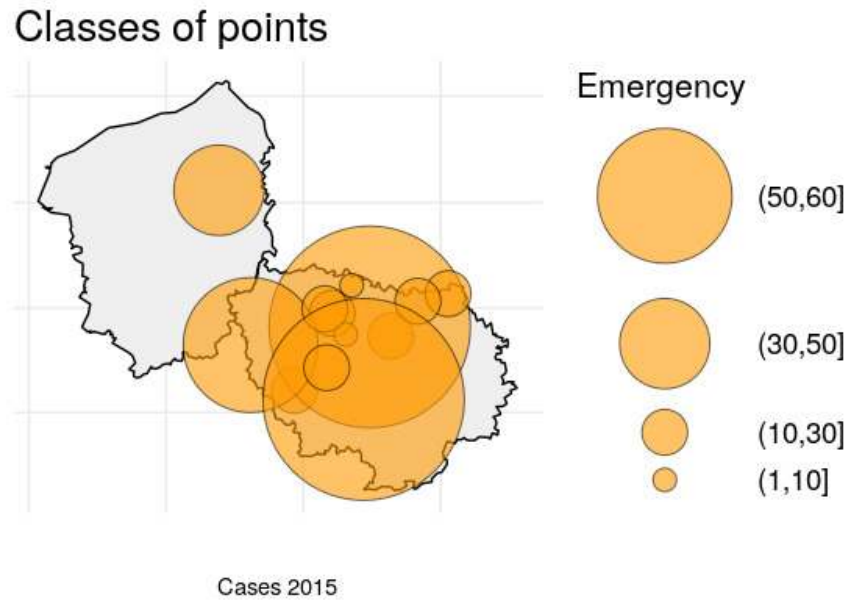 Classes of points
Emergency
(50,60]
(30,50]
(10,30]
(1,10]
Cases 2015